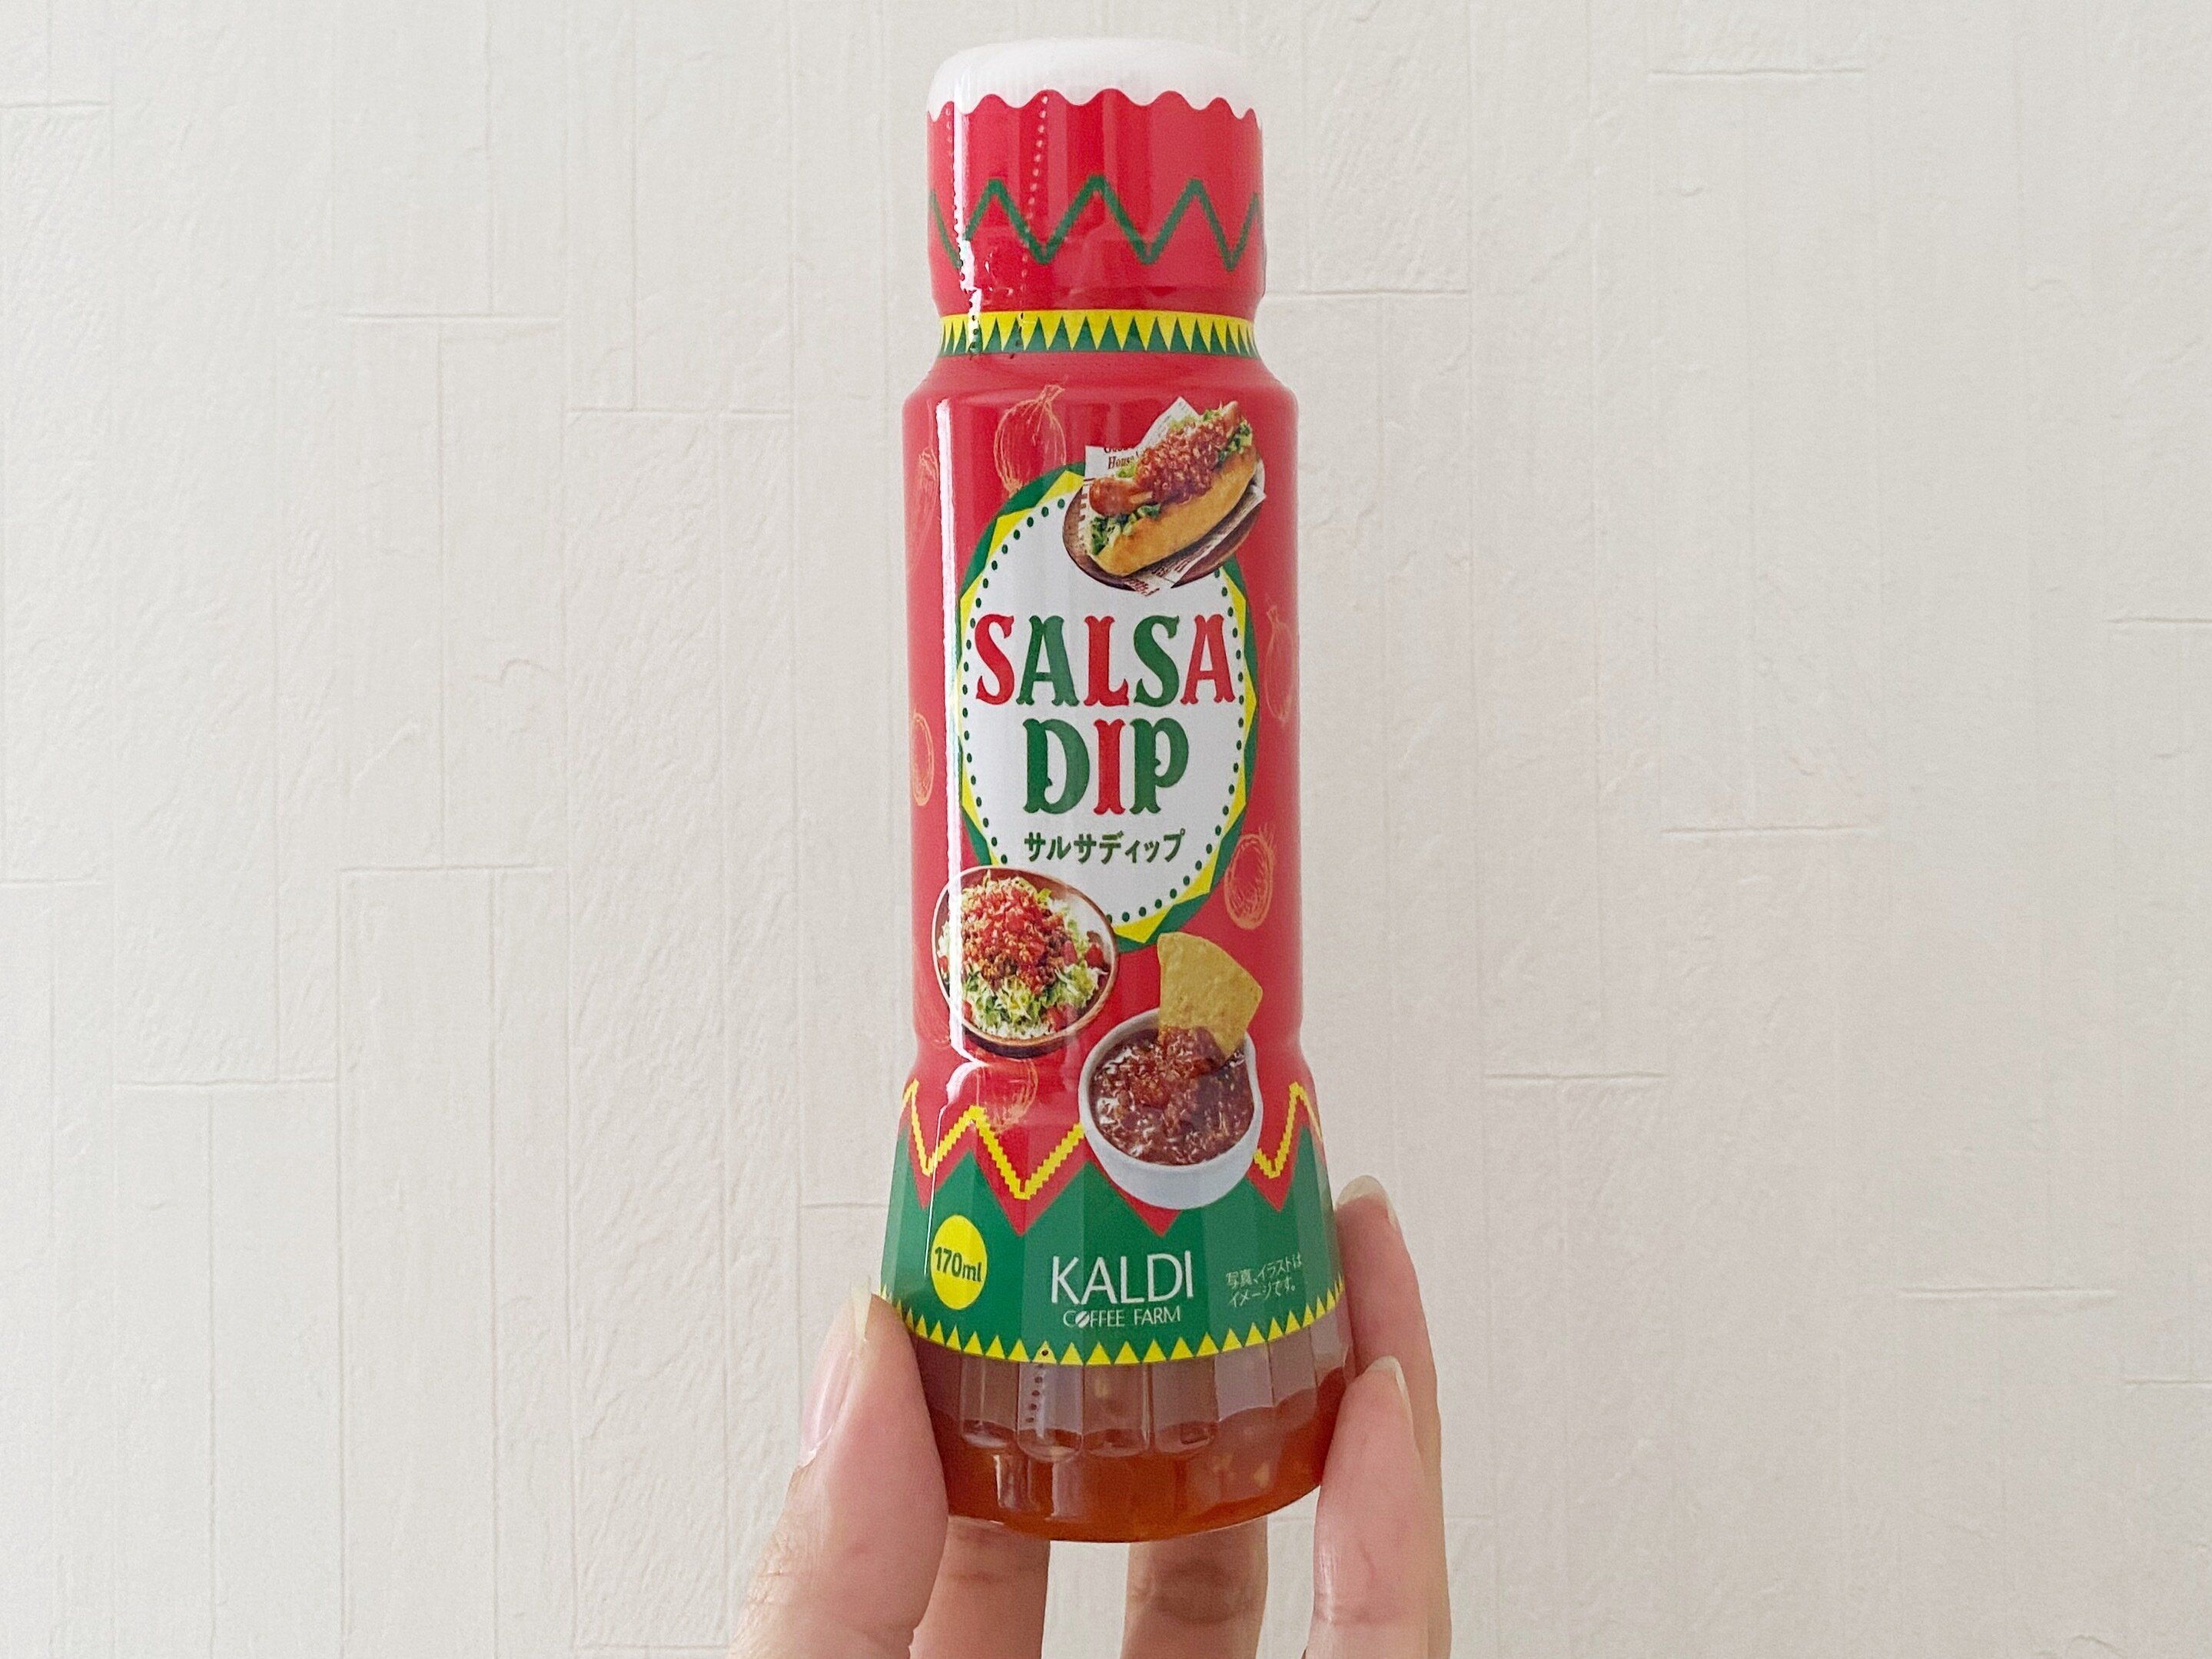 House
SALSA
DIP
サルサディップ
170ml
KALDI
COFFEE FARM
写真、イラストは
イメージです。